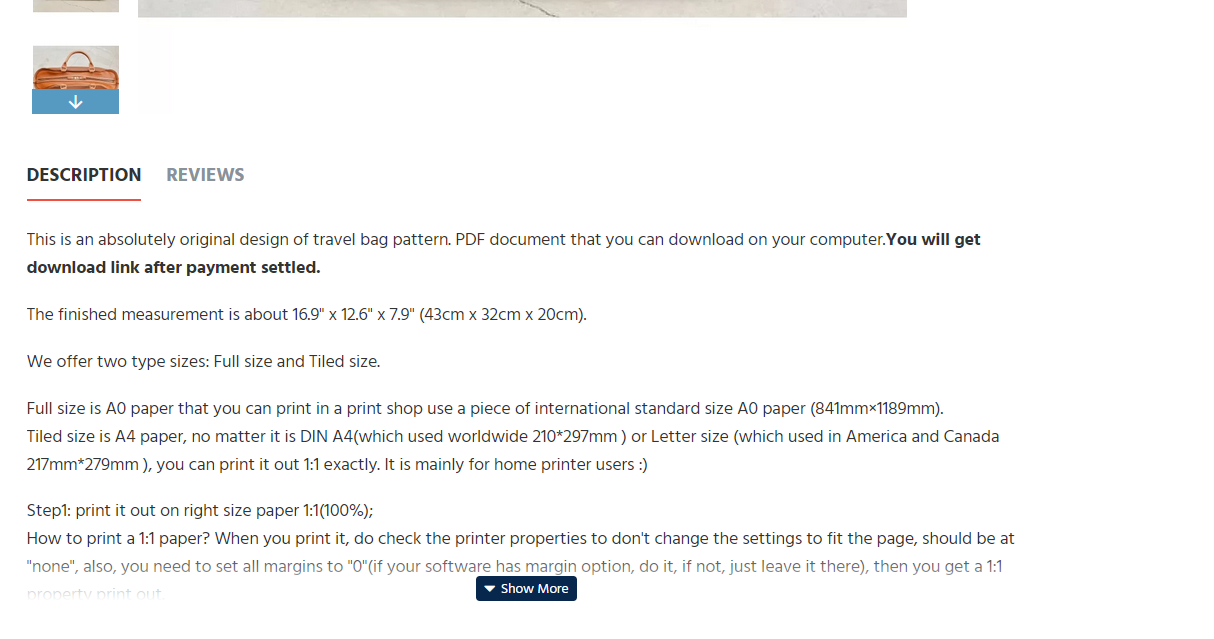 DESCRIPTION REVIEWS
This is an absolutely original design of travel bag pattern. PDF document that you can download on your computer.You will get
download link after payment settled.
The finished measurement is about 16.9" x 12.6" x 7.9" (43cm x 32cm x 20cm).
We offer two type sizes: Full size and Tiled size.
Full size is A0 paper that you can print in a print shop use a piece of international standard size A0 paper (841mm×1189mm).
Tiled size is A4 paper, no matter it is DIN A4(which used worldwide 210*297mm ) or Letter size (which used in America and Canada
217mm*279mm ), you can print it out 1:1 exactly. It is mainly for home printer users :)
Step1: print it out on right size paper 1:1(100%);
How to print a 1:1 paper? When you print it, do check the printer properties to don't change the settings to fit the page, should be at
"none", also, you need to set all margins to "0"(if your software has margin option, do it, if not, just leave it there), then you get a 1:1
property print out.
Show More